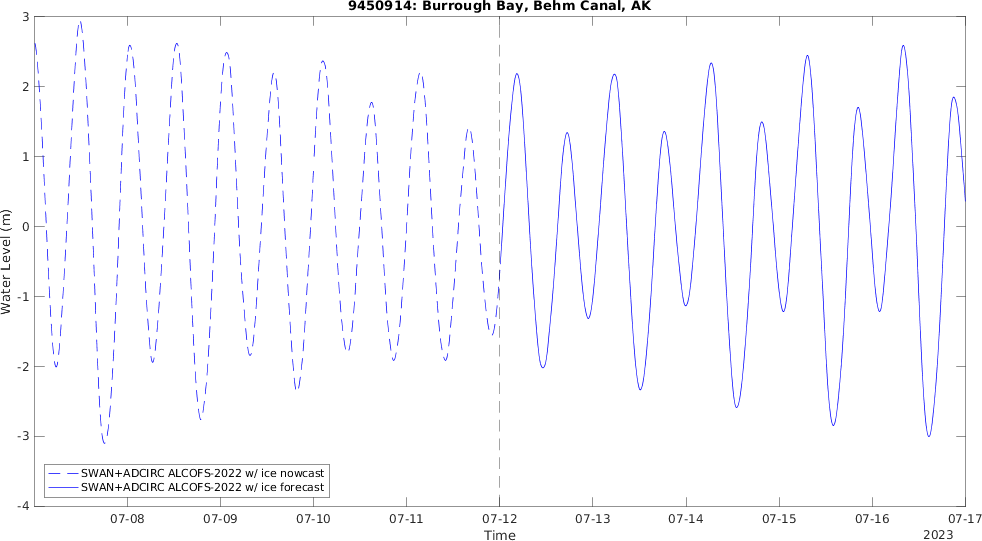 9450914: Burrough Bay, Behm Canal, AK
3
2
1
0
-1
-2
-3
-4
Water Level (m)
SWAN+ADCIRC ALCOFS-2022 w/ ice nowcast
SWAN+ADCIRC ALCOFS-2022 w/ ice forecast
07-08 07-09 07-10 07-11 07-12 07-13 07-14 07-15 07-16 07-17
Time
2023